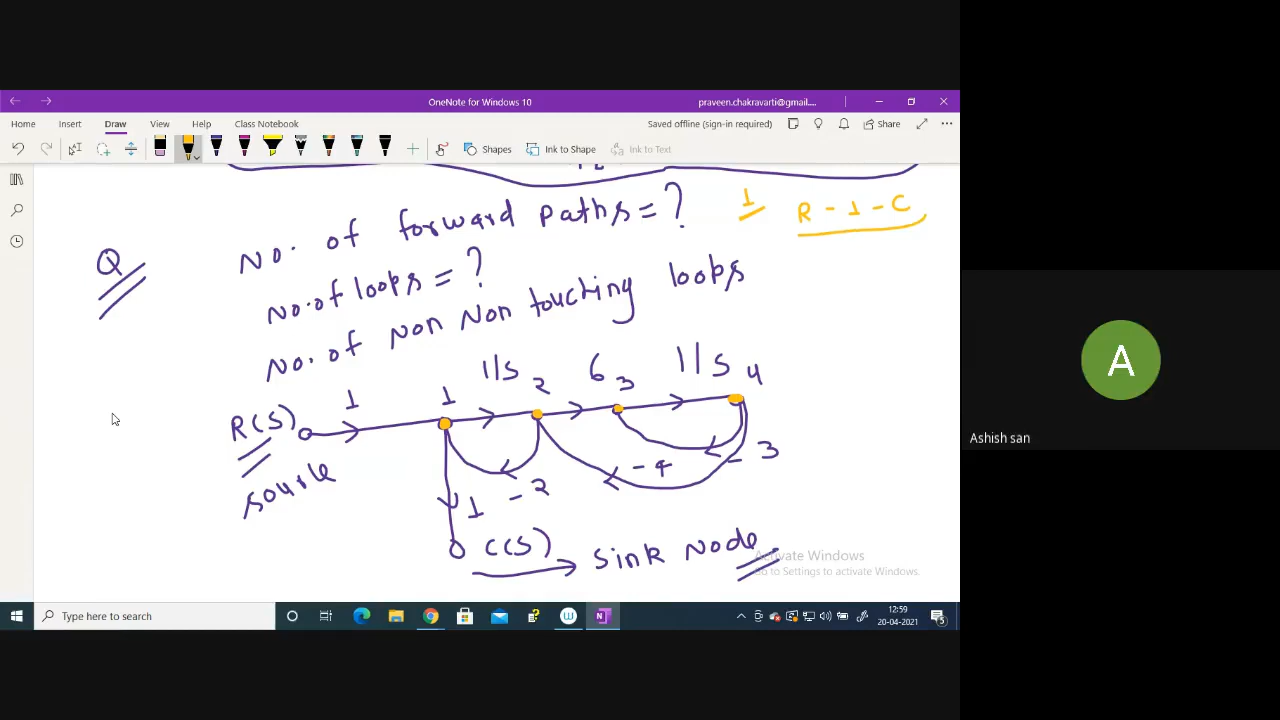 OneNote for Windows 10
praveen.chakravarti@gmail....
Home Insert Draw View Help Class Notebook
Saved offline (sign-in required) Share
Shapes Ink to Shape Ink to Text
Q
No. of forward paths = ?
1 R - 1 - C
No. of loops = ?
No. of Non Non touching loops
1/s 6 1/s
1 1 2 3 4
R(S)
source
-2 -4 -3
1
C(S) → Sink Node
Activate Windows
Go to Settings to activate Windows.
Ashish san
A
Type here to search
12:59
20-04-2021
5